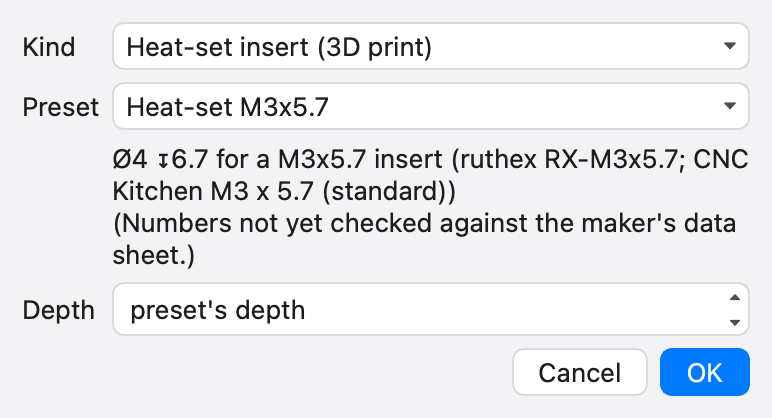 Kind Heat-set insert (3D print)
Preset Heat-set M3x5.7
Ø4 ↧6.7 for a M3x5.7 insert (ruthex RX-M3x5.7; CNC
Kitchen M3 x 5.7 (standard))
(Numbers not yet checked against the maker's data
sheet.)
Depth preset's depth
Cancel OK